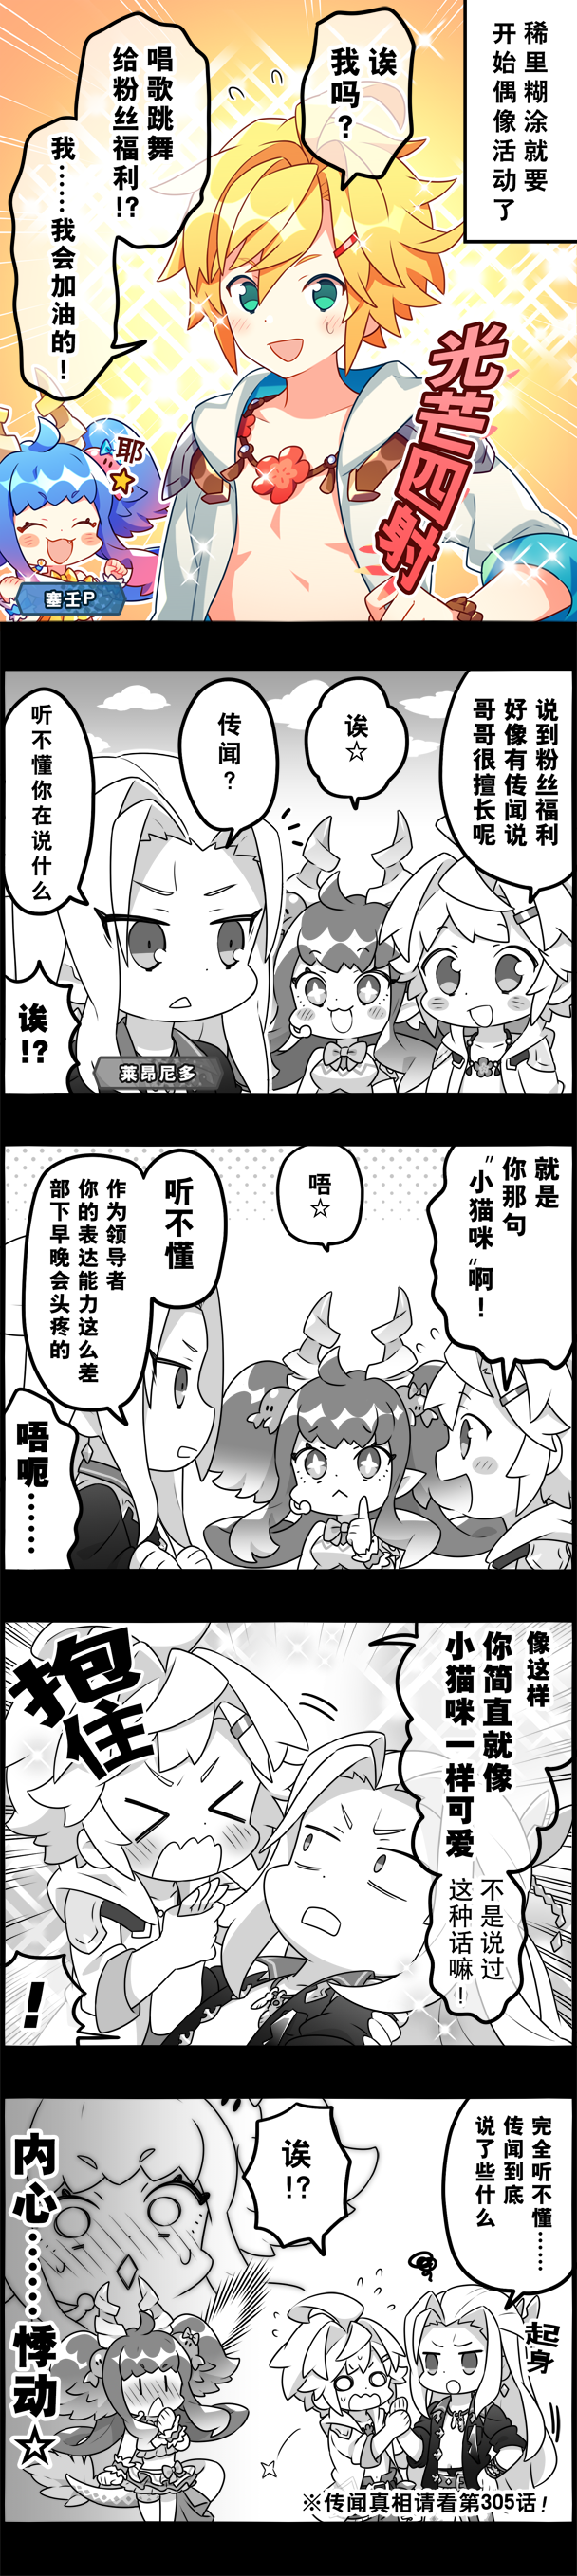 稀里糊涂就要
开始偶像活动了
诶
我吗？
唱歌跳舞
给粉丝福利!?
我……我会加油的！
光芒四射
耶
塞壬P
说到粉丝福利
好像有传闻说
哥哥很擅长呢
诶☆
传闻？
听不懂你在说什么
诶!?
莱昂尼多
就是
你那句
“小猫咪”啊！
唔☆
听不懂
作为领导者
你的表达能力这么差
部下早晚会头疼的
唔呃……
像这样
你简直就像
小猫咪一样可爱
不是说过
这种话嘛！
抱住
！
完全听不懂……
传闻到底
说了些什么
起身
诶!?
内心………悸动☆
※传闻真相请看第305话！